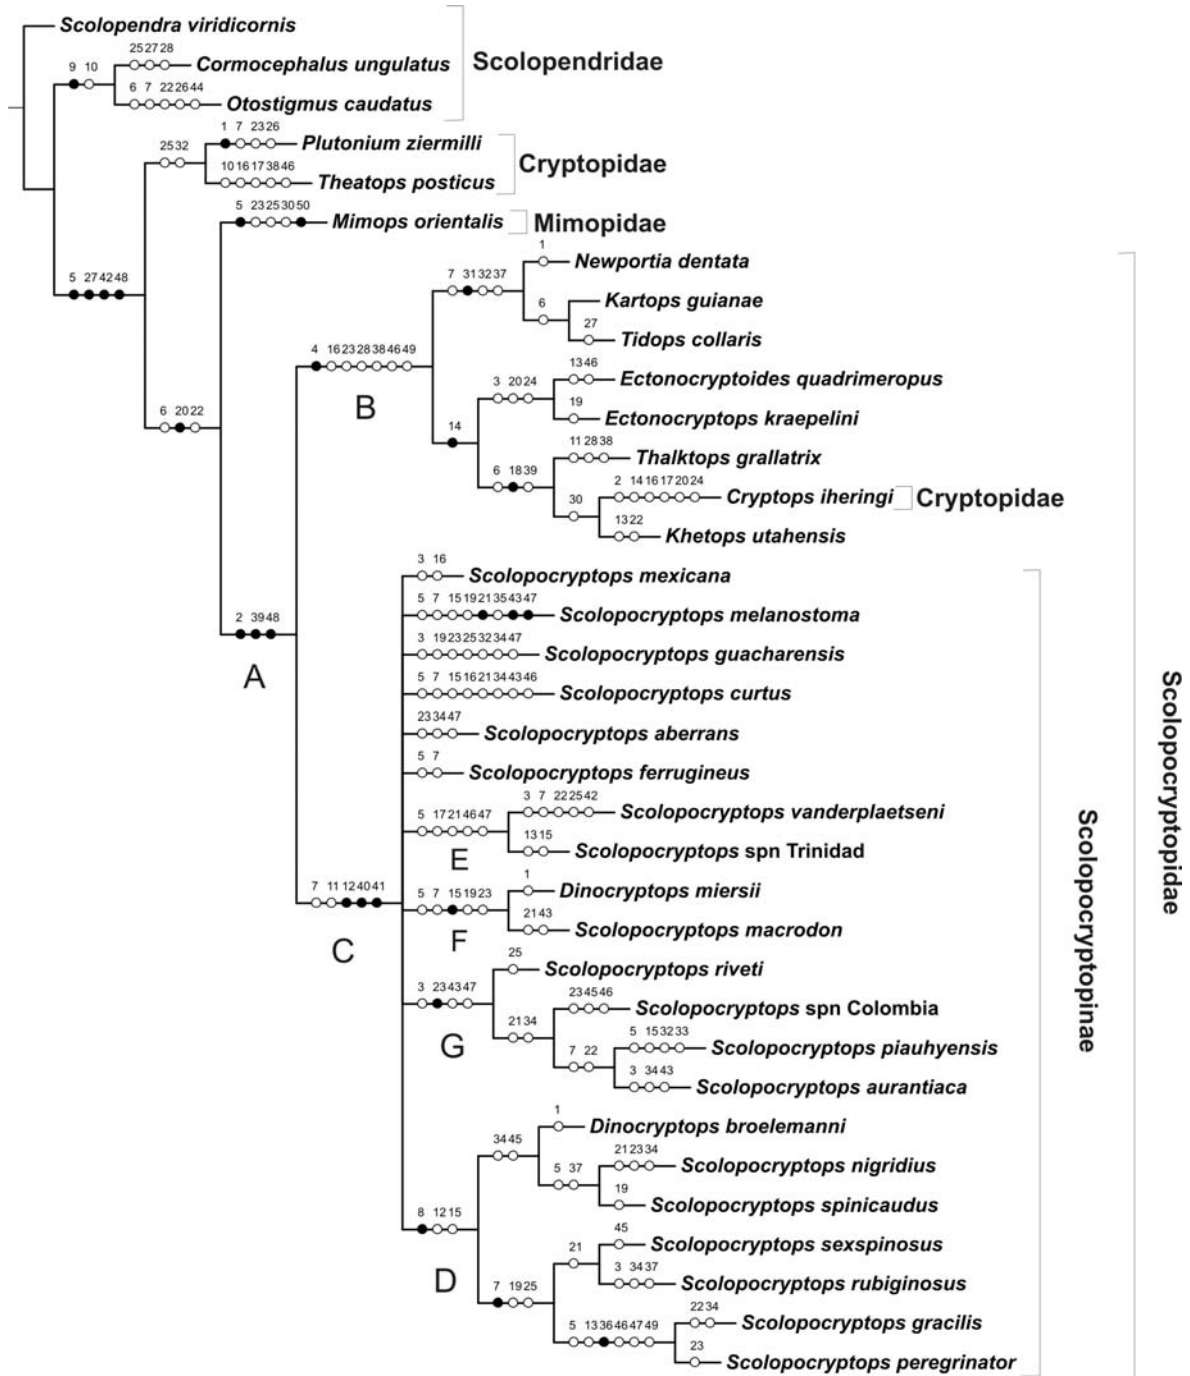 Scolopendra viridicornis
25 27 28
9 10
Cormocephalus ungulatus
Scolopendridae
6 7 22 26 44
Otostigmus caudatus
1 7 23 26
25 32
Plutonium ziermilli
Cryptopidae
10 16 17 38 46
Theatops posticus
5 23 25 30 50
Mimops orientalis
Mimopidae
1
Newportia dentata
5 27 42 48
7 31 32 37
6
Kartops guianae
27
Tidops collaris
4 16 23 28 38 46 49
13 46
Ectonocryptoides quadrimeropus
3 20 24
B
19
Ectonocryptops kraepelini
6 20 22
14
11 28 38
Thalktops grallatrix
6 18 39
2 14 16 17 20 24
Cryptops iheringi
Cryptopidae
30
13 22
Khetops utahensis
3 16
Scolopocryptops mexicana
5 7 15 19 21 35 43 47
Scolopocryptops melanostoma
2 39 48
A
3 19 23 25 32 34 47
Scolopocryptops guacharensis
5 7 15 16 21 34 43 46
Scolopocryptops curtus
23 34 47
Scolopocryptops aberrans
5 7
Scolopocryptops ferrugineus
3 7 22 25 42
Scolopocryptops vanderplaetseni
5 17 21 46 47
E
13 15
Scolopocryptops spn Trinidad
7 11 12 40 41
C
1
Dinocryptops miersii
5 7 15 19 23
F
21 43
Scolopocryptops macrodon
25
Scolopocryptops riveti
3 23 43 47
G
23 45 46
Scolopocryptops spn Colombia
21 34
5 15 32 33
Scolopocryptops piauhyensis
7 22
3 34 43
Scolopocryptops aurantiaca
1
Dinocryptops broelemanni
34 45
21 23 34
Scolopocryptops nigridius
5 37
19
Scolopocryptops spinicaudus
8 12 15
D
45
Scolopocryptops sexspinosus
21
3 34 37
Scolopocryptops rubiginosus
7 19 25
22 34
Scolopocryptops gracilis
5 13 36 46 47 49
23
Scolopocryptops peregrinator
Scolopocryptopinae
Scolopocryptopidae